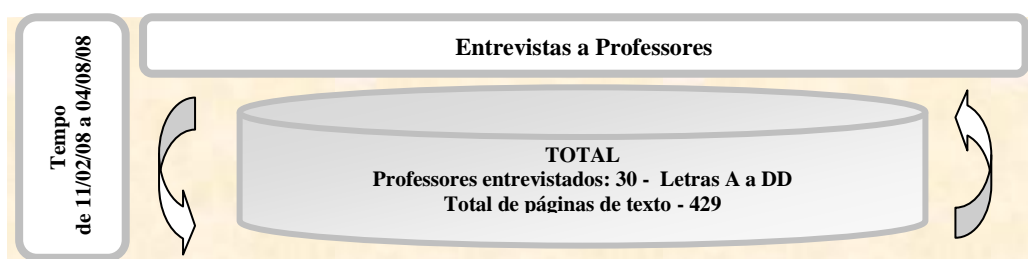 Tempo
de 11/02/08 a 04/08/08
Entrevistas a Professores
TOTAL
Professores entrevistados: 30 - Letras A a DD
Total de páginas de texto - 429